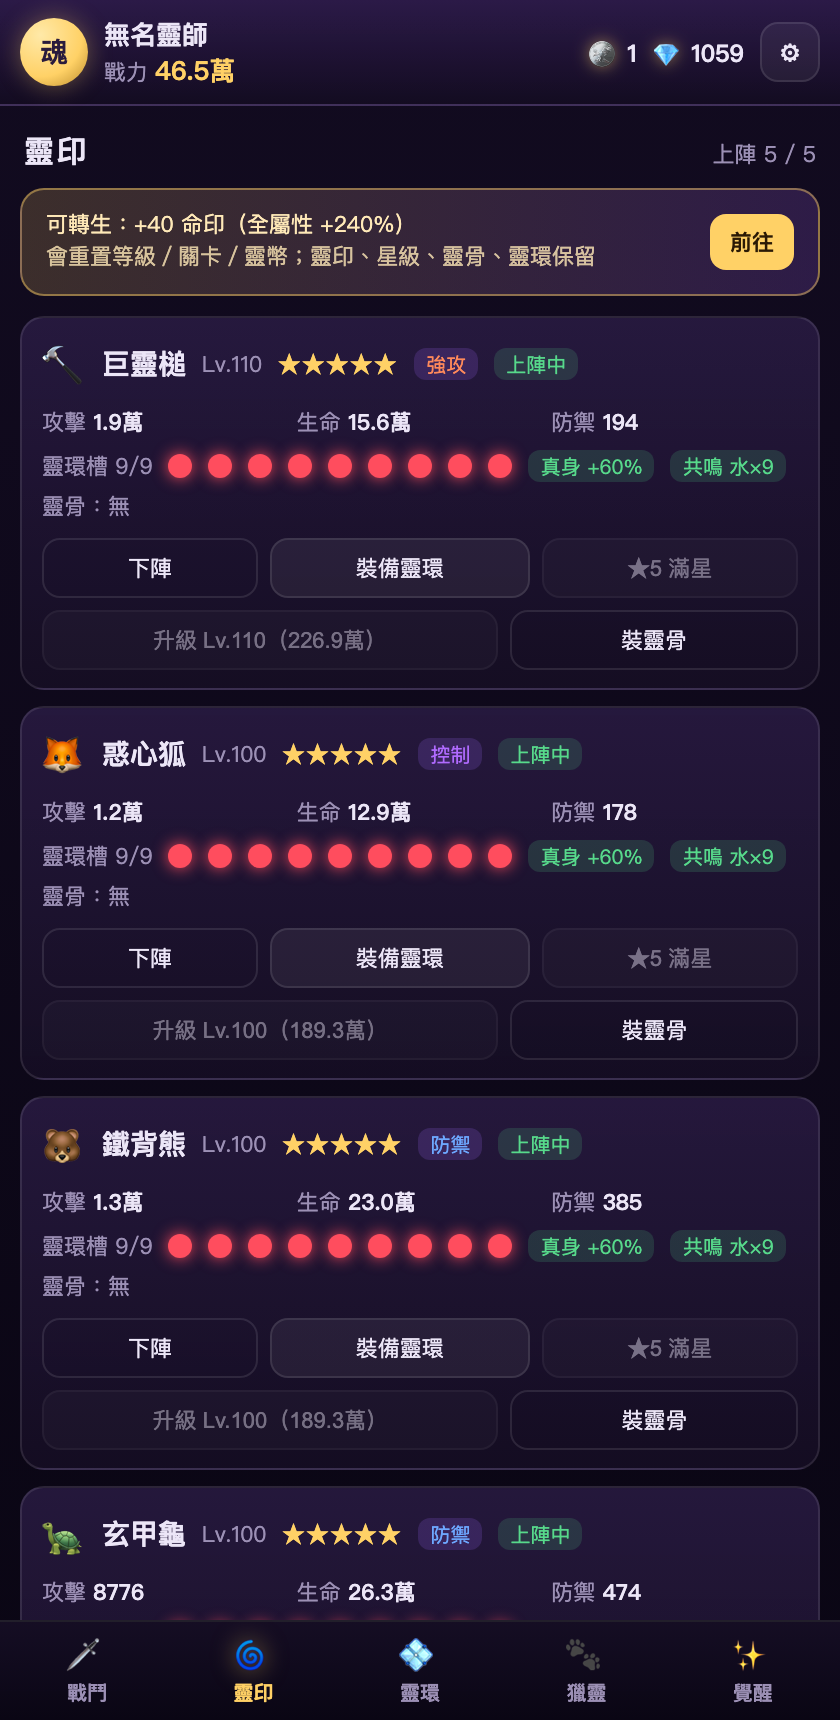 魂 無名靈師
戰力 46.5萬
1 1059
靈印 上陣 5 / 5
可轉生：+40 命印（全屬性 +240%）
會重置等級 / 關卡 / 靈幣；靈印、星級、靈骨、靈環保留
前往
巨靈槌 Lv.110 ★★★★★ 強攻 上陣中
攻擊 1.9萬 生命 15.6萬 防禦 194
靈環槽 9/9 真身 +60% 共鳴 水×9
靈骨：無
下陣 裝備靈環 ★5 滿星
升級 Lv.110（226.9萬） 裝靈骨
惑心狐 Lv.100 ★★★★★ 控制 上陣中
攻擊 1.2萬 生命 12.9萬 防禦 178
靈環槽 9/9 真身 +60% 共鳴 水×9
靈骨：無
下陣 裝備靈環 ★5 滿星
升級 Lv.100（189.3萬） 裝靈骨
鐵背熊 Lv.100 ★★★★★ 防禦 上陣中
攻擊 1.3萬 生命 23.0萬 防禦 385
靈環槽 9/9 真身 +60% 共鳴 水×9
靈骨：無
下陣 裝備靈環 ★5 滿星
升級 Lv.100（189.3萬） 裝靈骨
玄甲龜 Lv.100 ★★★★★ 防禦 上陣中
攻擊 8776 生命 26.3萬 防禦 474
戰鬥 靈印 靈環 獵靈 覺醒